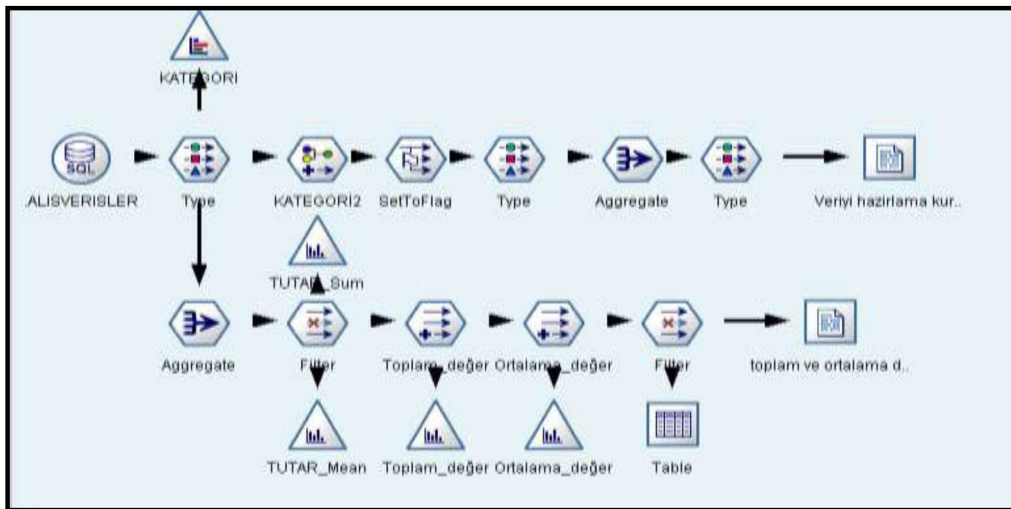 KATEGORİ
SQL
.ALISVERISLER
Type
KATEGORİ2
SetToFlag
Type
Aggregate
Type
Veriyi hazirlama kur..
TUTAR_Sum
Aggregate
Filter
Toplam_değer
Ortalama_değer
Filter
toplam ve ortalama d..
TUTAR_Mean
Toplam_değer
Ortalama_değer
Table